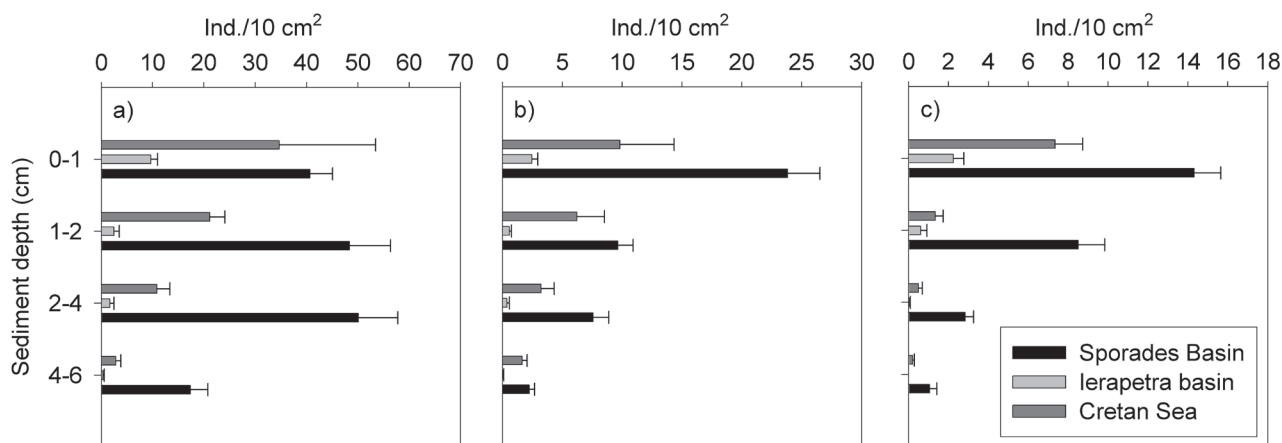 Ind./10 cm²
Ind./10 cm²
Ind./10 cm²
0 10 20 30 40 50 60 70
0 5 10 15 20 25 30
0 2 4 6 8 10 12 14 16 18
a)
b)
c)
Sediment depth (cm)
0-1
1-2
2-4
4-6
Sporades Basin
Ierapetra basin
Cretan Sea